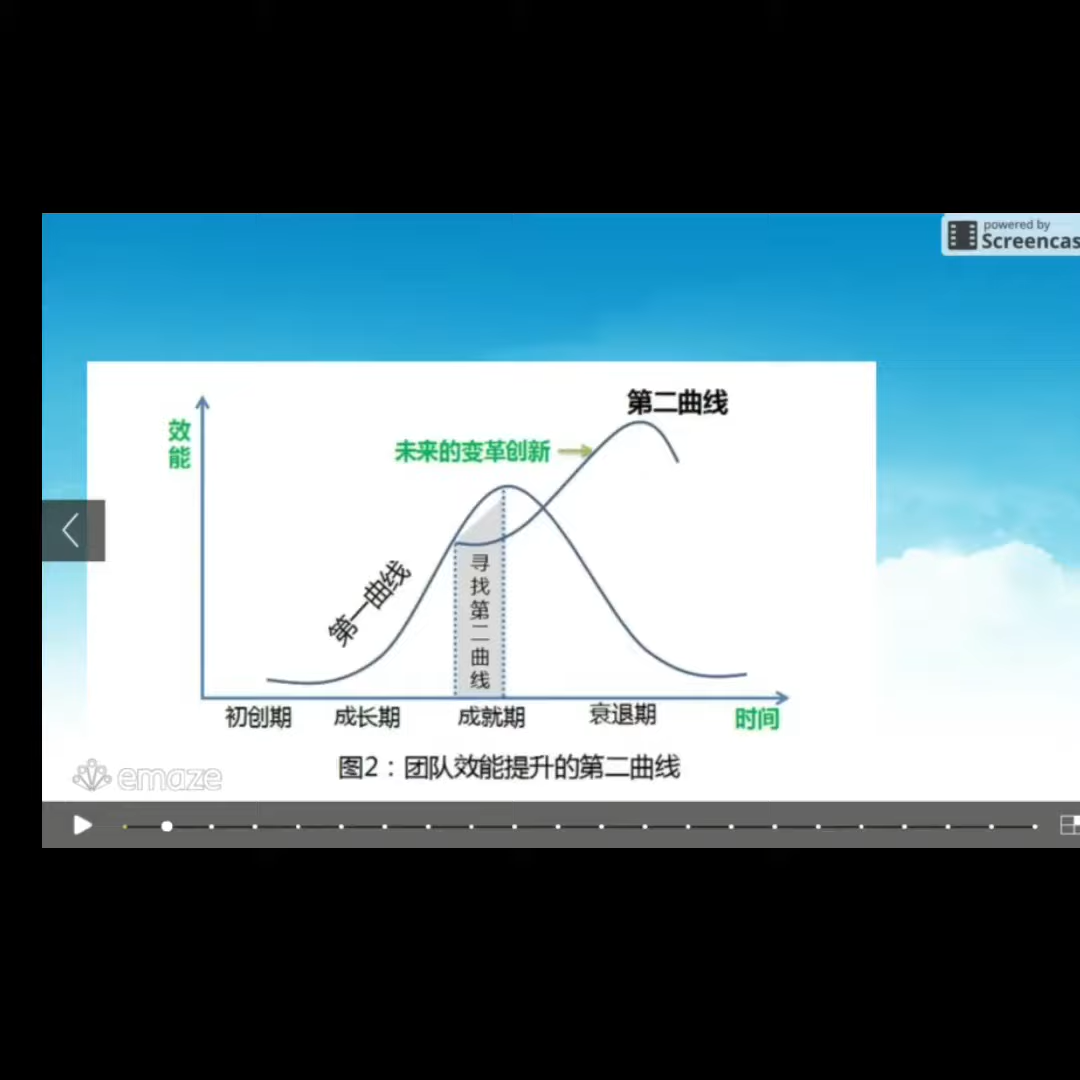 powered by
Screencas
第二曲线
效能
未来的变革创新
第一曲线
寻找第二曲线
初创期
成长期
成就期
衰退期
时间
图2：团队效能提升的第二曲线
emaze